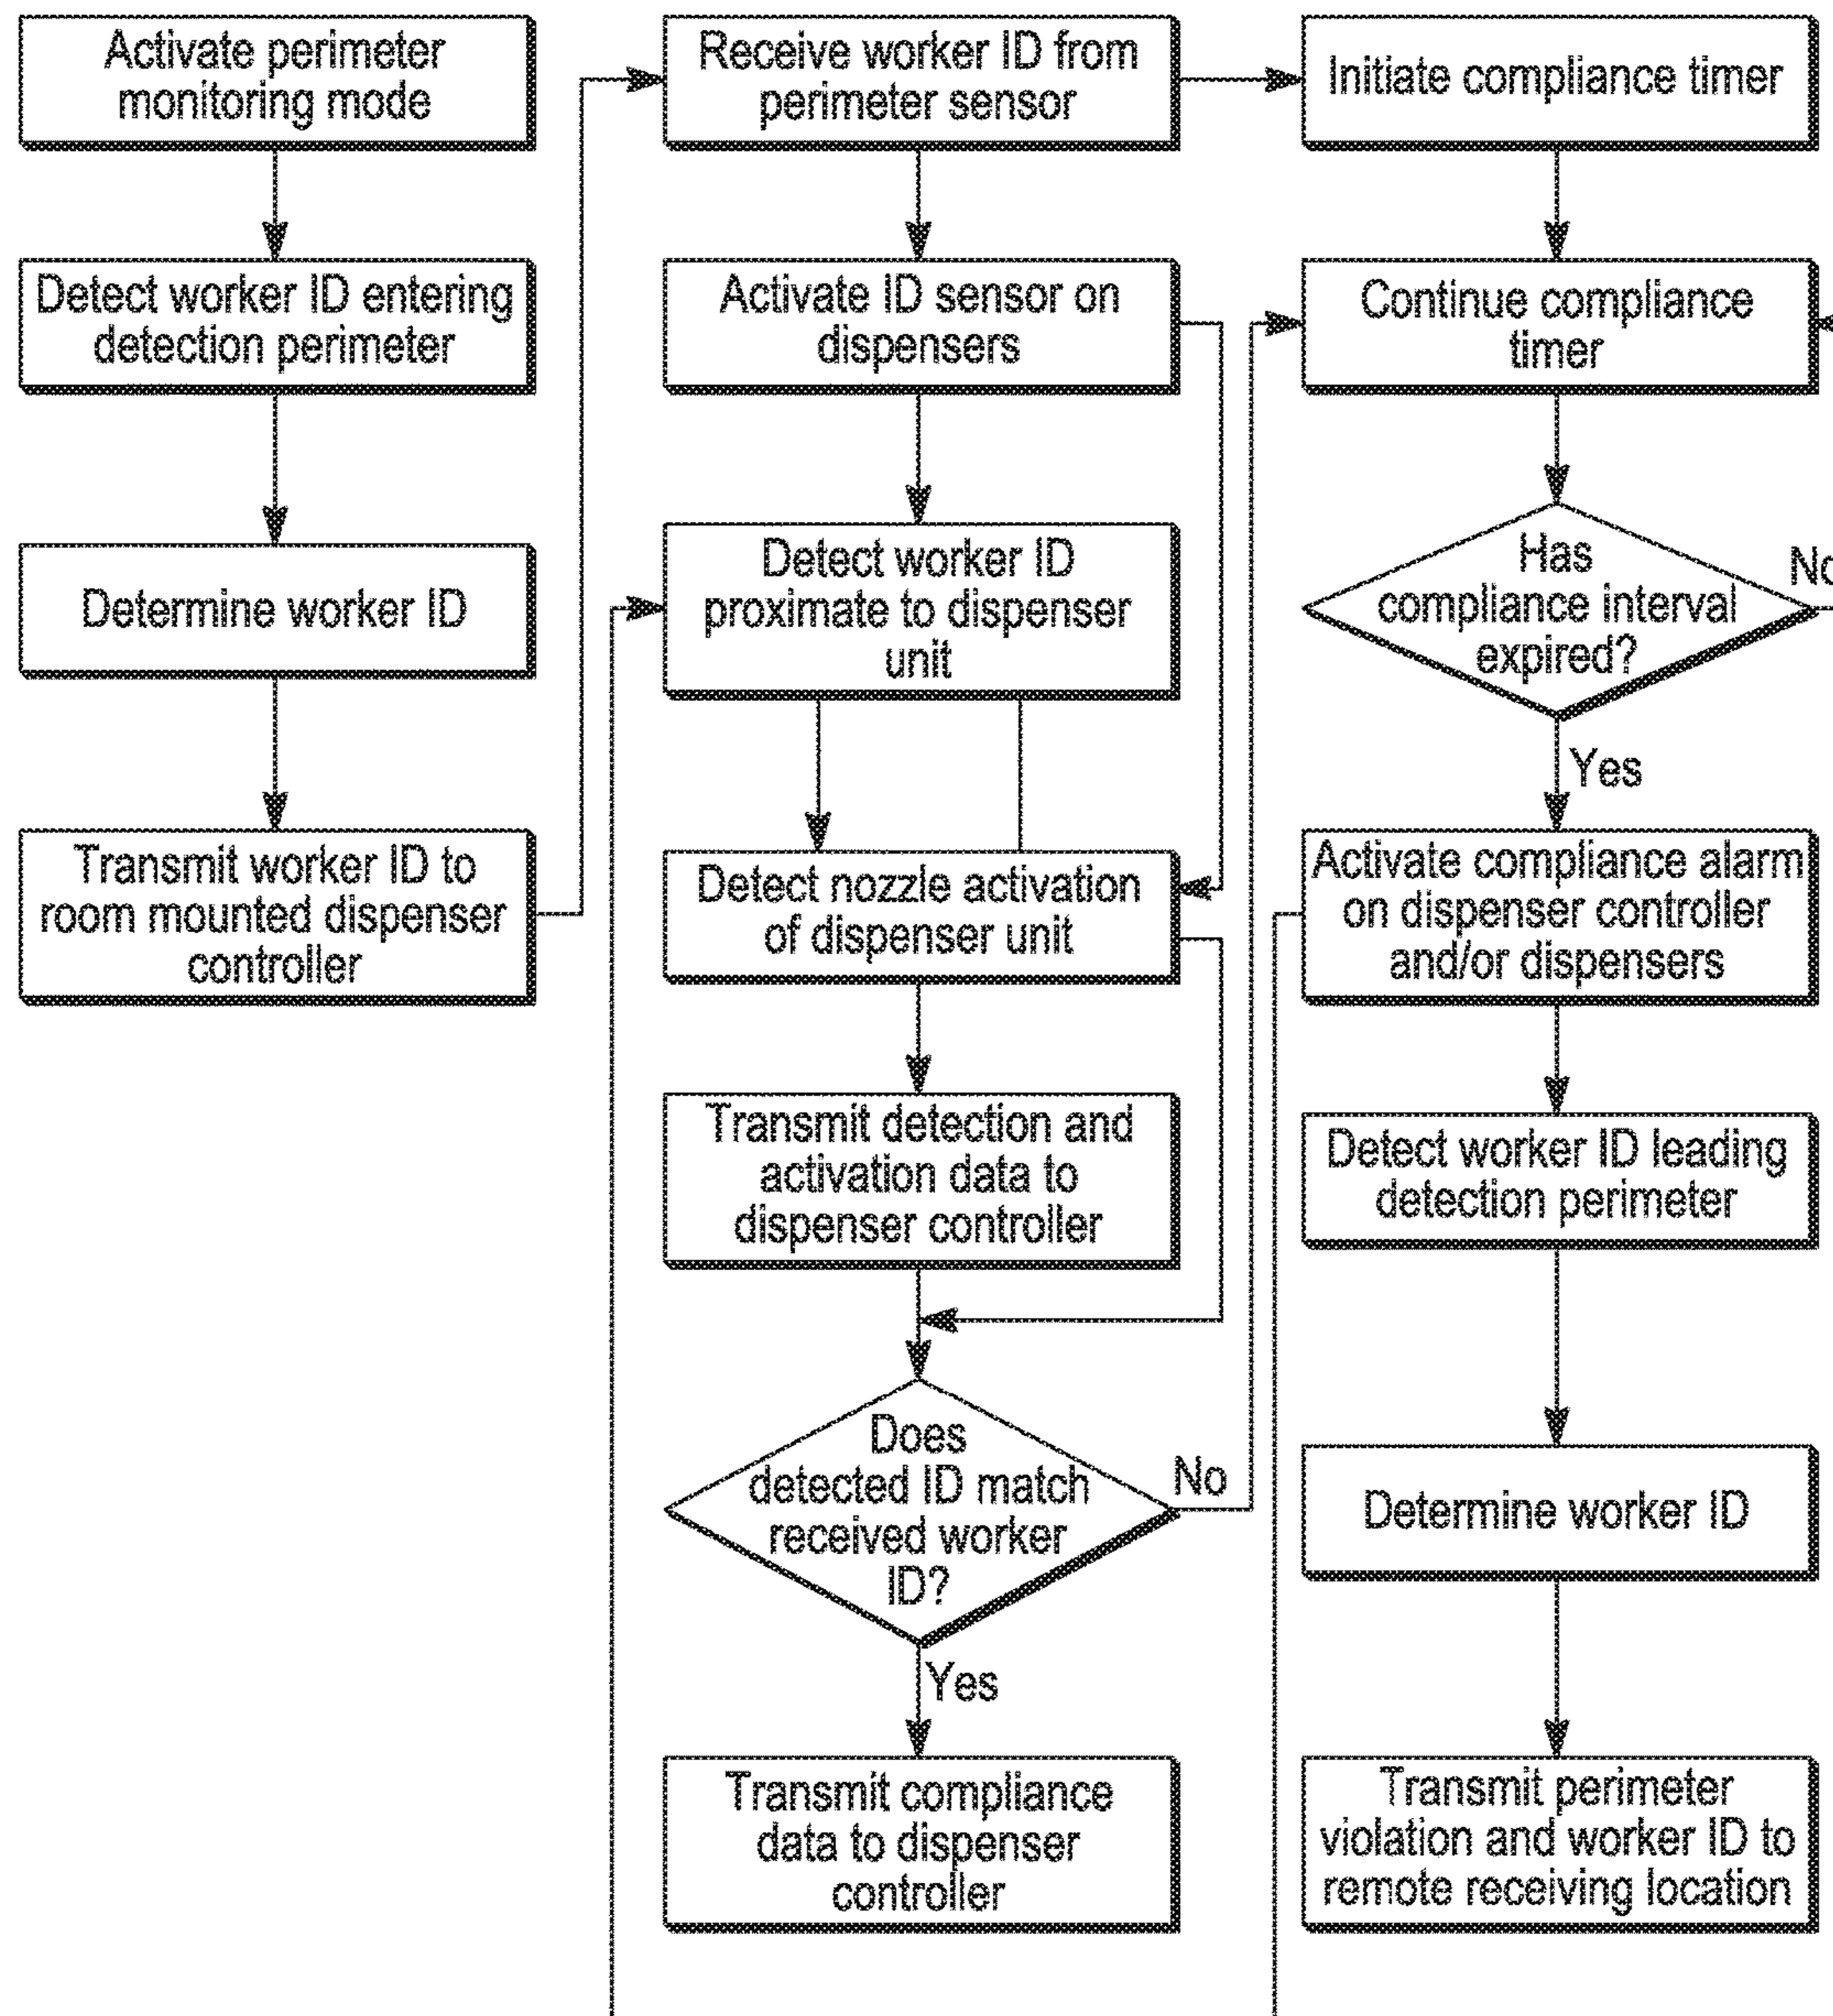 Activate perimeter
monitoring mode
Detect worker ID entering
detection perimeter
Determine worker ID
Transmit worker ID to
room mounted dispenser
controller
Receive worker ID from
perimeter sensor
Activate ID sensor on
dispensers
Detect worker ID
proximate to dispenser
unit
Detect nozzle activation
of dispenser unit
Transmit detection and
activation data to
dispenser controller
Does
detected ID match
received worker
ID?
No
Yes
Transmit compliance
data to dispenser
controller
Initiate compliance timer
Continue compliance
timer
Has
compliance interval
expired?
No
Yes
Activate compliance alarm
on dispenser controller
and/or dispensers
Detect worker ID leading
detection perimeter
Determine worker ID
Transmit perimeter
violation and worker ID to
remote receiving location